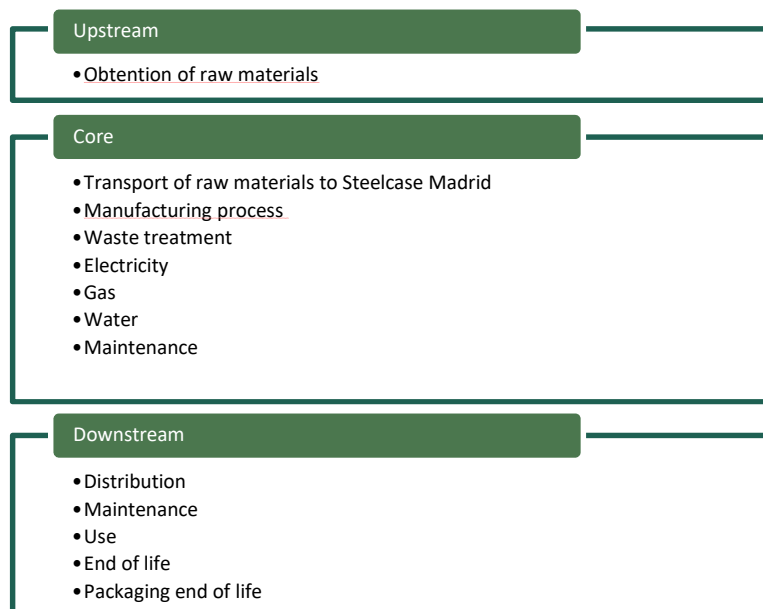 Upstream
•Obtention of raw materials
Core
•Transport of raw materials to Steelcase Madrid
•Manufacturing process
•Waste treatment
•Electricity
•Gas
•Water
•Maintenance
Downstream
•Distribution
•Maintenance
•Use
•End of life
•Packaging end of life